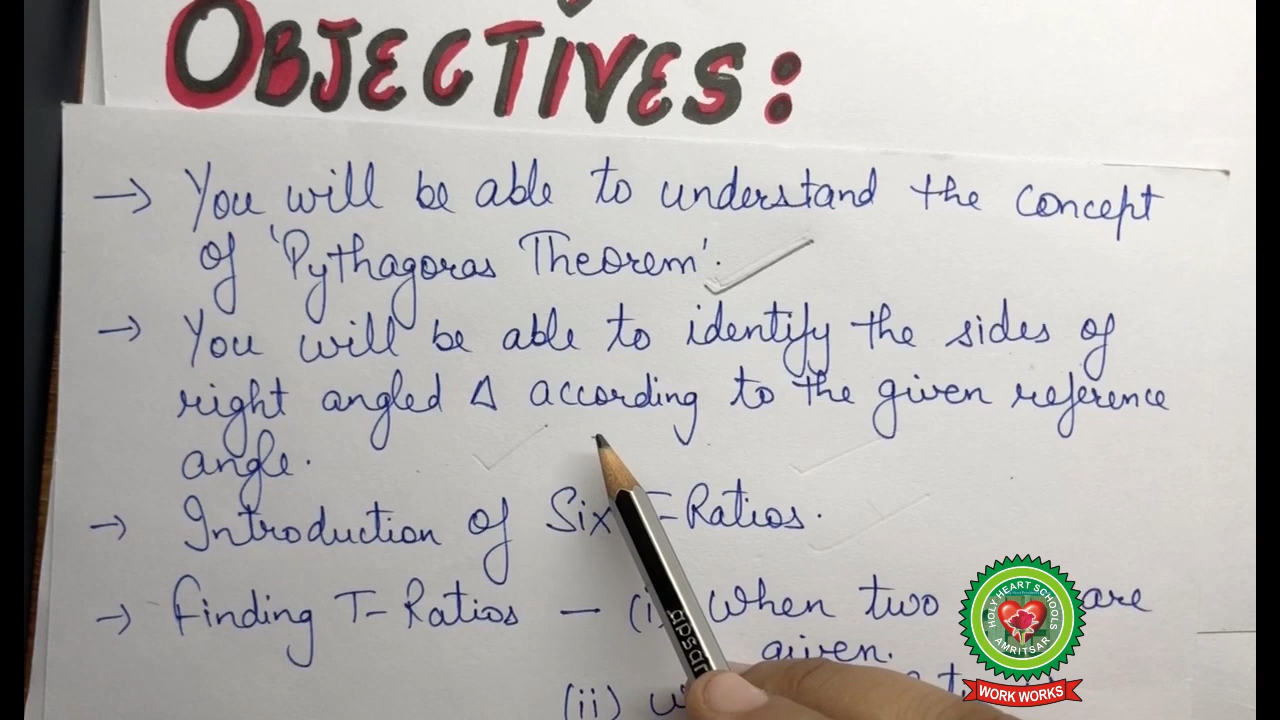 OBJECTIVES:
→ You will be able to understand the concept
of 'Pythagoras Theorem'.
→ You will be able to identify the sides of
right angled Δ according to the given reference
angle.
→ Introduction of Six T-Ratios.
→ Finding T-Ratios — (i) When two are
given.
(ii)
apsar
HOLY HEART SCHOOLS
AMRITSAR
WORK WORKS